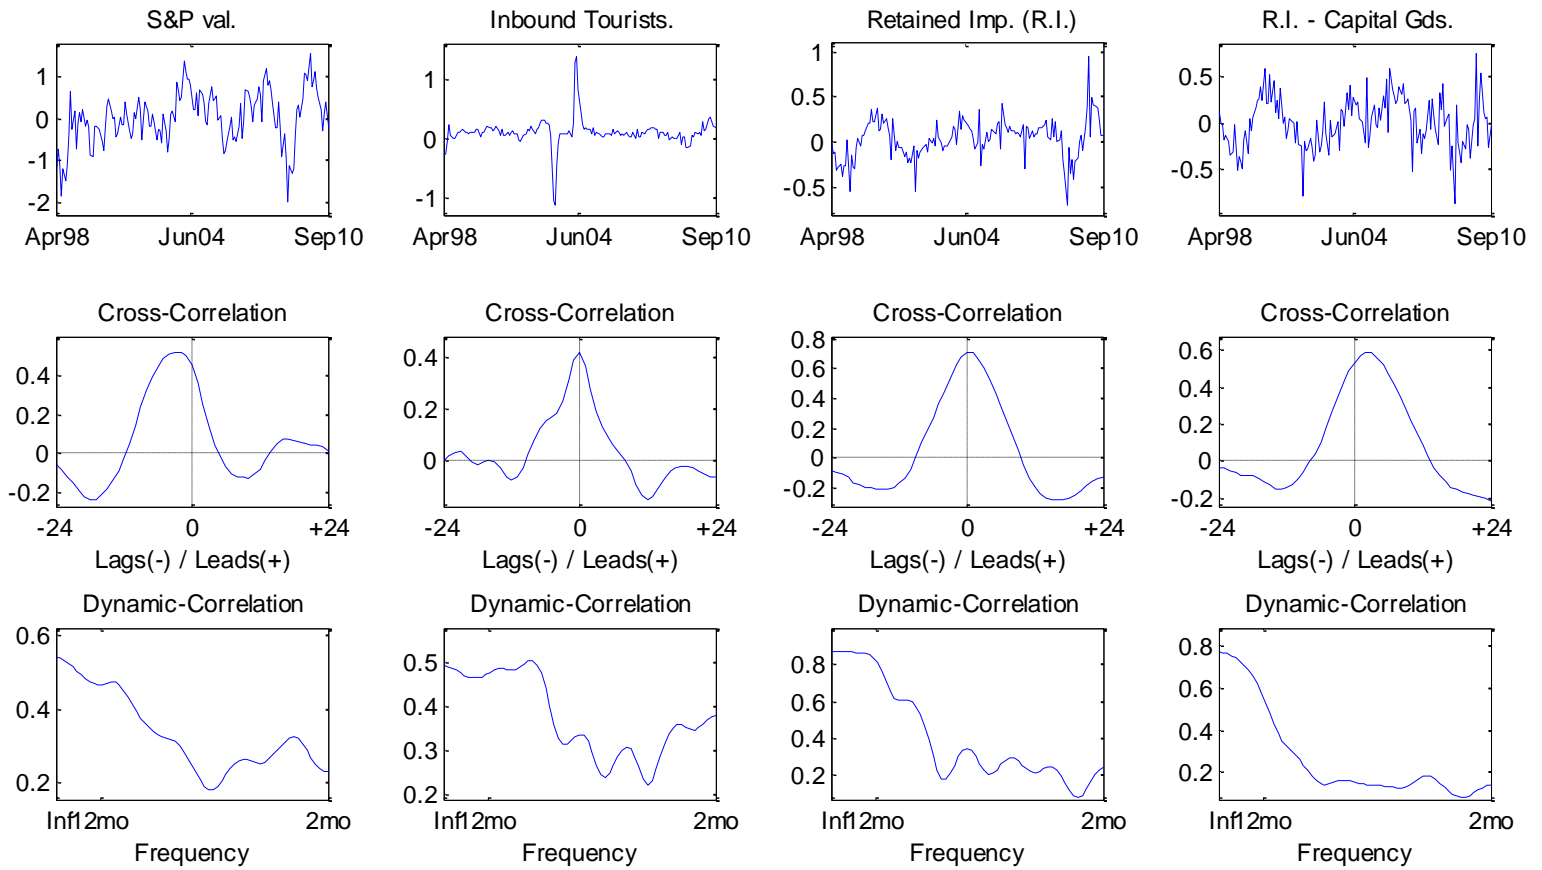 S&P val. Inbound Tourists. Retained Imp. (R.I.) R.I. - Capital Gds.
1 0 -1 -2
Apr98 Jun04 Sep10
1 0 -1
Apr98 Jun04 Sep10
1 0.5 0 -0.5
Apr98 Jun04 Sep10
0.5 0 -0.5
Apr98 Jun04 Sep10
Cross-Correlation Cross-Correlation Cross-Correlation Cross-Correlation
0.4 0.2 0 -0.2
-24 0 +24
0.4 0.2 0
-24 0 +24
0.8 0.6 0.4 0.2 0 -0.2
-24 0 +24
0.6 0.4 0.2 0 -0.2
-24 0 +24
Lags(-) / Leads(+) Lags(-) / Leads(+) Lags(-) / Leads(+) Lags(-) / Leads(+)
Dynamic-Correlation Dynamic-Correlation Dynamic-Correlation Dynamic-Correlation
0.6 0.4 0.2
Inf12mo 2mo
0.5 0.4 0.3 0.2
Inf12mo 2mo
0.8 0.6 0.4 0.2
Inf12mo 2mo
0.8 0.6 0.4 0.2
Inf12mo 2mo
Frequency Frequency Frequency Frequency